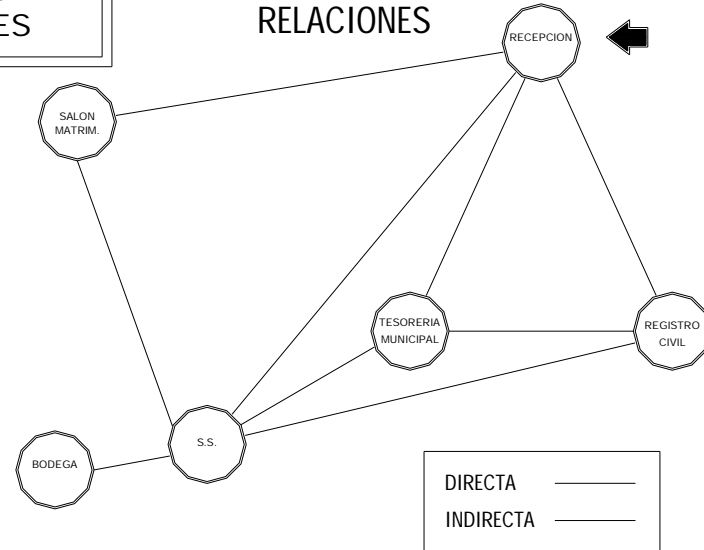 ES
RELACIONES
RECEPCION
SALON
MATRIM.
TESORERIA
MUNICIPAL
REGISTRO
CIVIL
S.S.
BODEGA
DIRECTA
INDIRECTA